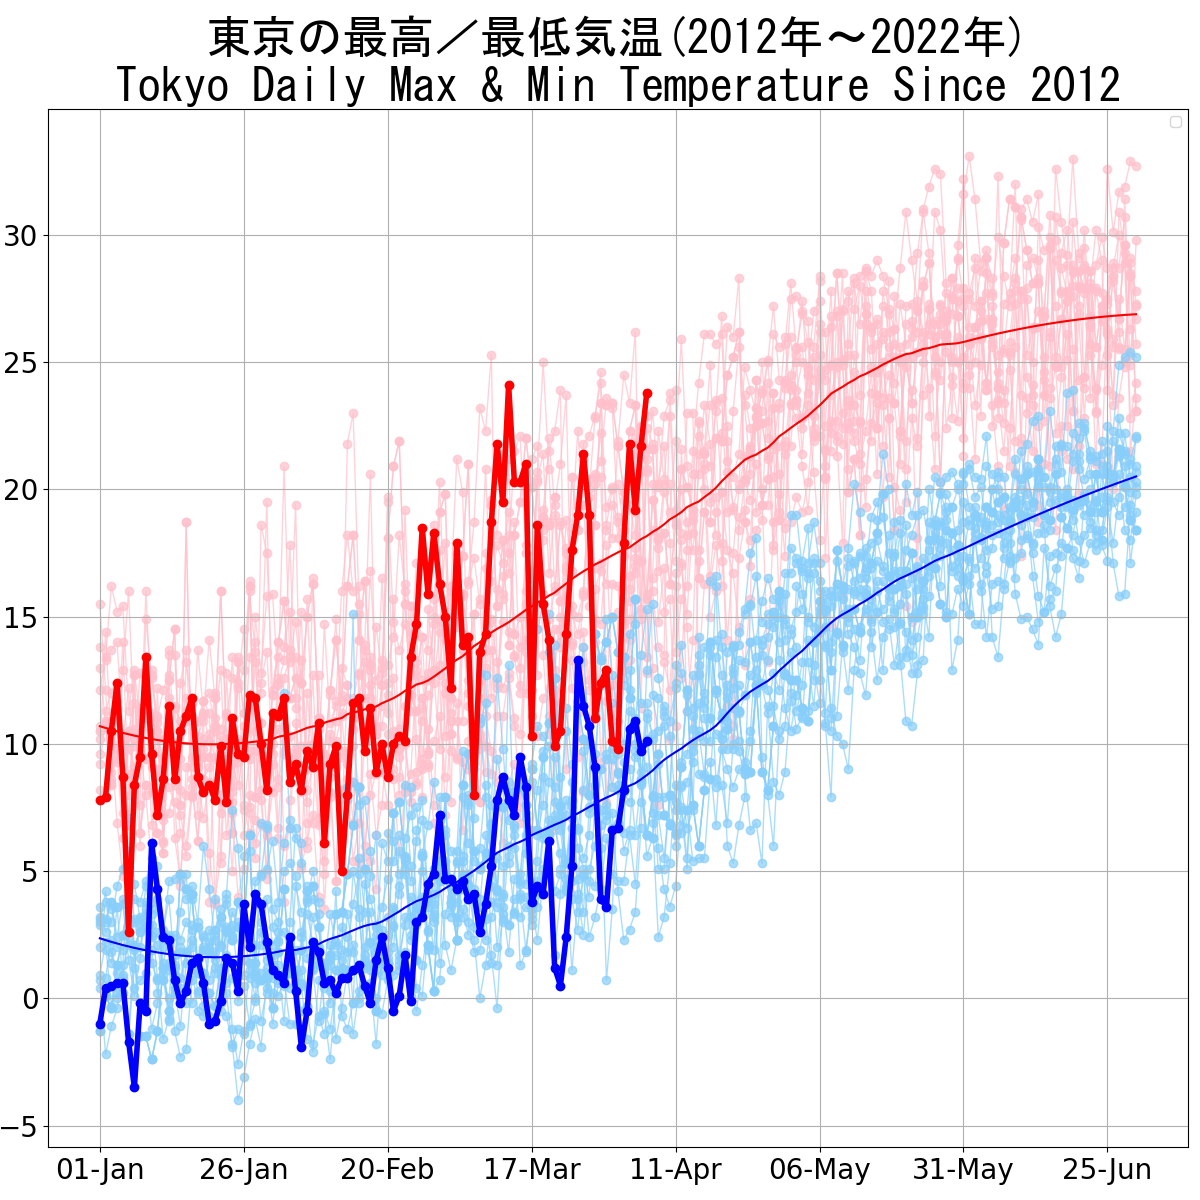 東京の最高／最低気温(2012年～2022年)
Tokyo Daily Max & Min Temperature Since 2012
30
25
20
15
10
5
0
−5
01-Jan 26-Jan 20-Feb 17-Mar 11-Apr 06-May 31-May 25-Jun